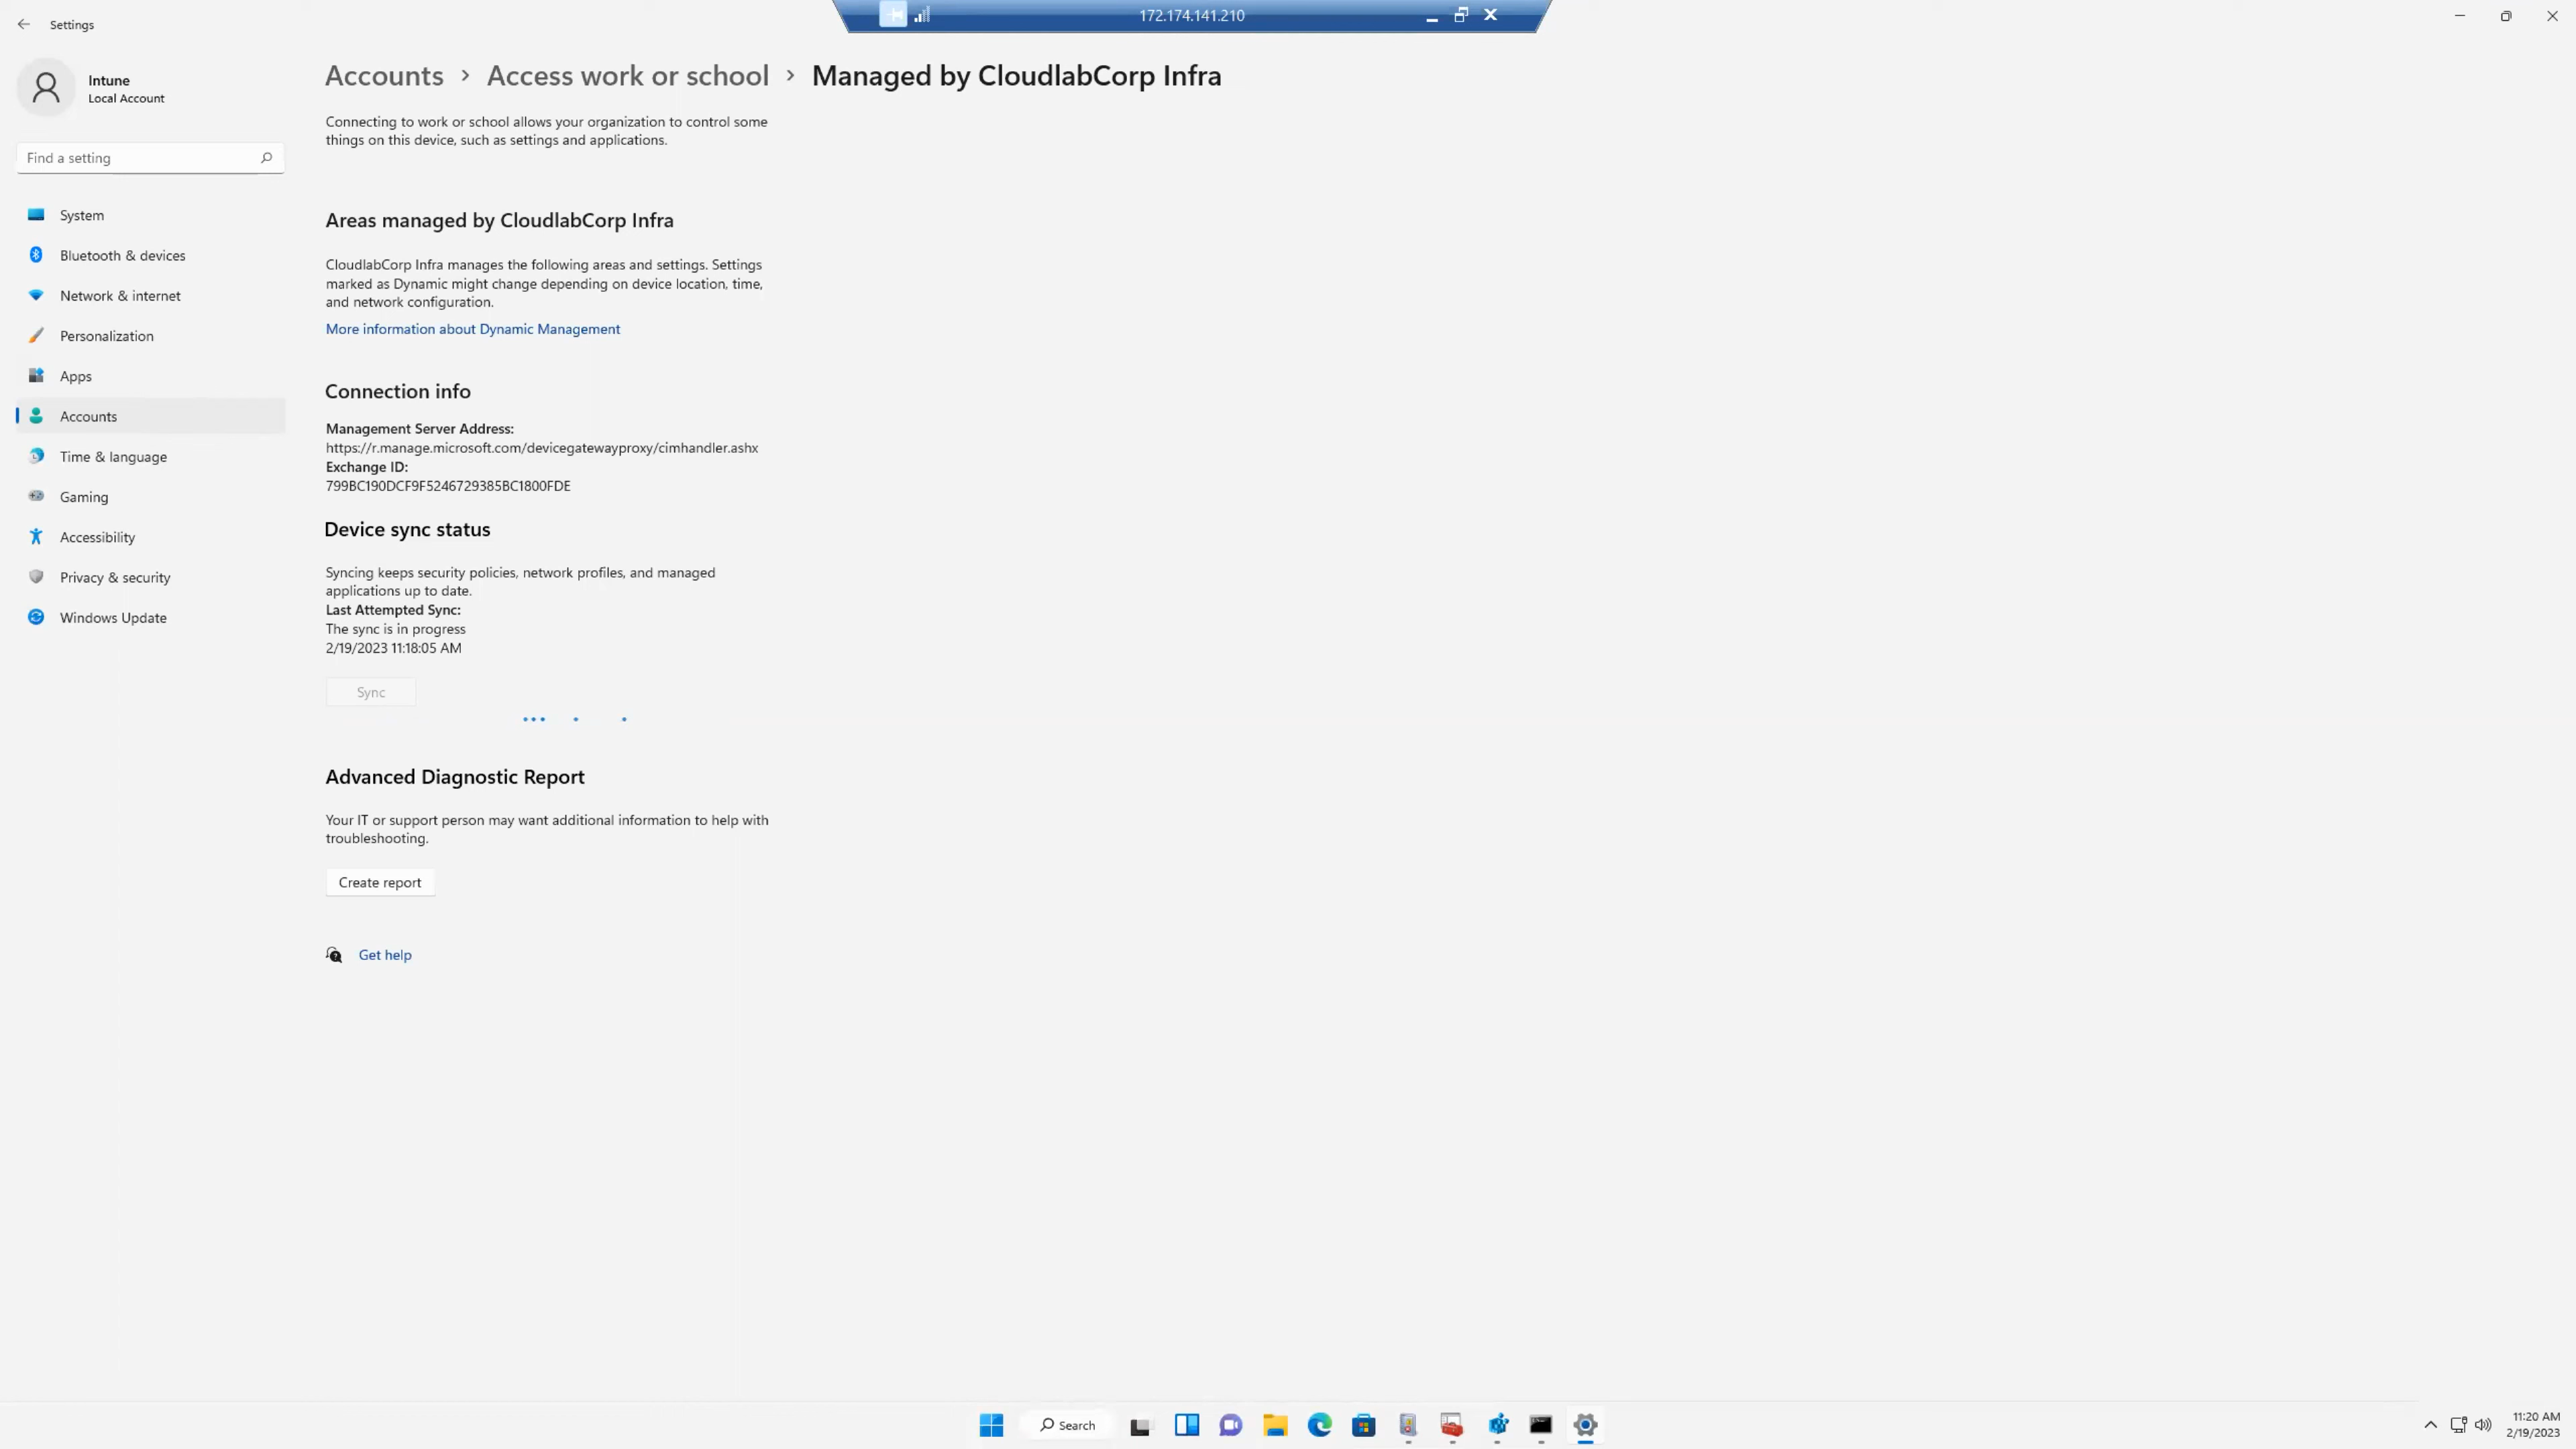 Settings
172.174.141.210
Intune
Local Account
Find a setting
System
Bluetooth & devices
Network & internet
Personalization
Apps
Accounts
Time & language
Gaming
Accessibility
Privacy & security
Windows Update
Accounts > Access work or school > Managed by CloudlabCorp Infra
Connecting to work or school allows your organization to control some
things on this device, such as settings and applications.
Areas managed by CloudlabCorp Infra
CloudlabCorp Infra manages the following areas and settings. Settings
marked as Dynamic might change depending on device location, time,
and network configuration.
More information about Dynamic Management
Connection info
Management Server Address:
https://r.manage.microsoft.com/devicegatewayproxy/cimhandler.ashx
Exchange ID:
799BC190DCF9F5246729385BC1800FDE
Device sync status
Syncing keeps security policies, network profiles, and managed
applications up to date.
Last Attempted Sync:
The sync is in progress
2/19/2023 11:18:05 AM
Sync
Advanced Diagnostic Report
Your IT or support person may want additional information to help with
troubleshooting.
Create report
Get help
Search
11:20 AM
2/19/2023